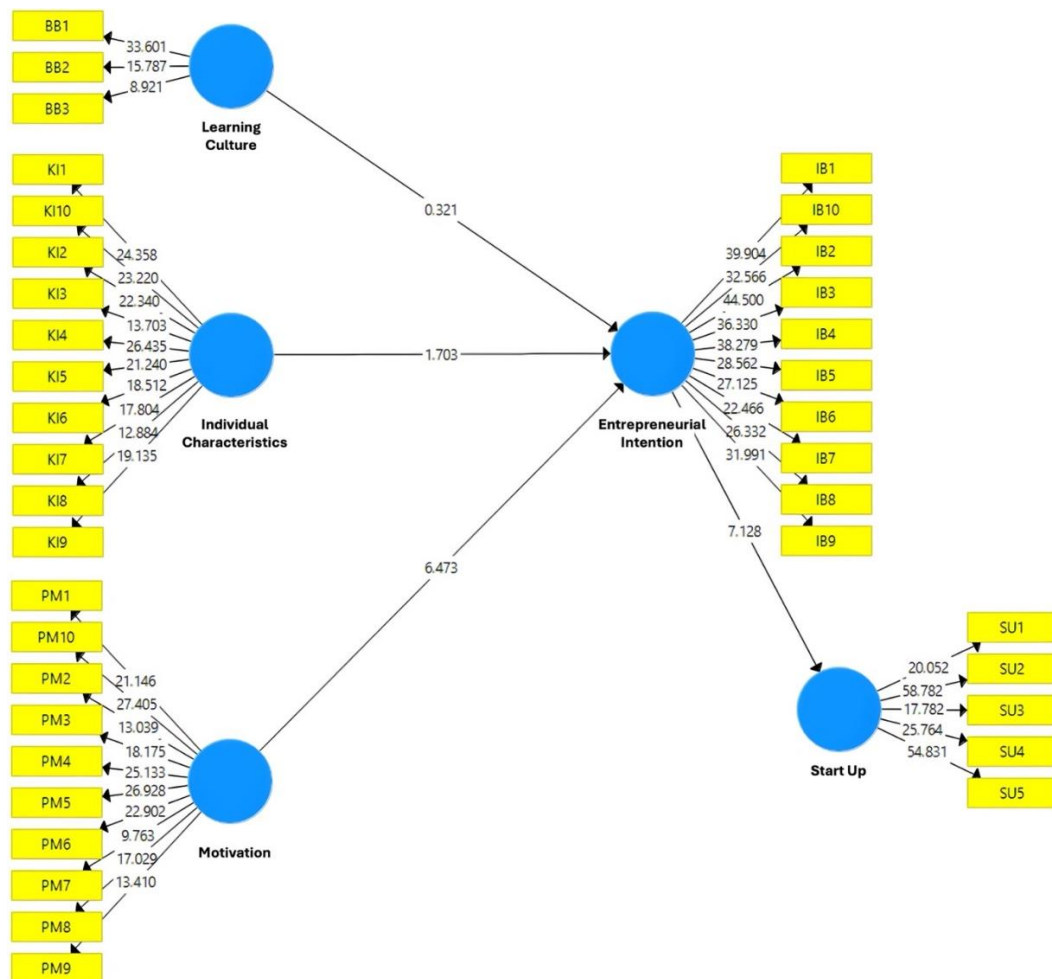 BB1
BB2
BB3
33.601
15.787
8.921
Learning
Culture
KI1
KI10
KI2
KI3
KI4
KI5
KI6
KI7
KI8
KI9
24.358
23.220
22.340
13.703
26.435
21.240
18.512
17.804
12.884
19.135
Individual
Characteristics
PM1
PM10
PM2
PM3
PM4
PM5
PM6
PM7
PM8
PM9
21.146
27.405
13.039
18.175
25.133
26.928
22.902
9.763
17.029
13.410
Motivation
0.321
1.703
6.473
Entrepreneurial
Intention
39.904
32.566
44.500
36.330
38.279
28.562
27.125
22.466
26.332
31.991
IB1
IB10
IB2
IB3
IB4
IB5
IB6
IB7
IB8
IB9
7.128
Start Up
20.052
58.782
17.782
25.764
54.831
SU1
SU2
SU3
SU4
SU5